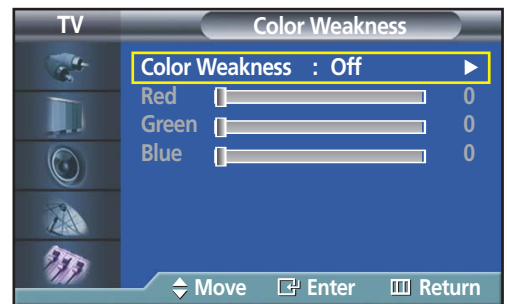 TV Color Weakness
Color Weakness : Off
Red 0
Green 0
Blue 0
Move Enter Return